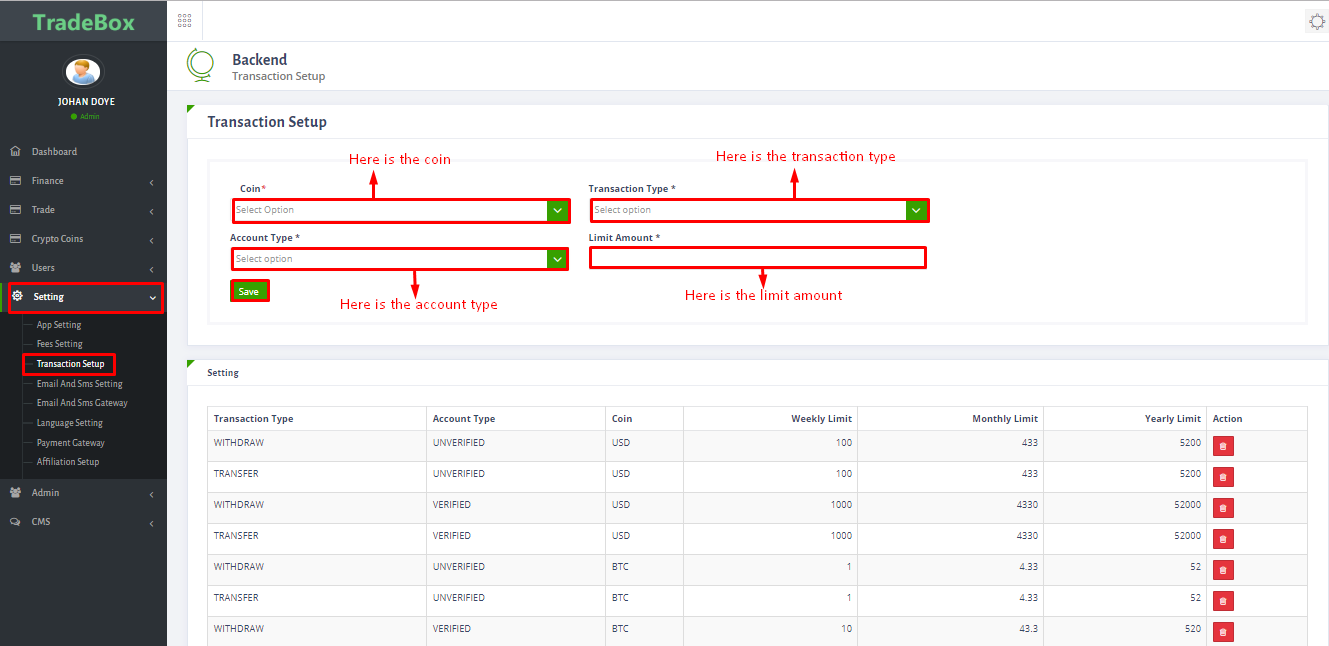 TradeBox
JOHAN DOYE
Admin
Dashboard
Finance
Trade
Crypto Coins
Users
Setting
App Setting
Fees Setting
Transaction Setup
Email And Sms Setting
Email And Sms Gateway
Language Setting
Payment Gateway
Affiliation Setup
Admin
CMS
Backend
Transaction Setup
Transaction Setup
Here is the coin
Here is the transaction type
Coin*
Transaction Type *
Select Option
Select option
Account Type *
Limit Amount *
Select option
Save
Here is the account type
Here is the limit amount
Setting
Transaction Type Account Type Coin Weekly Limit Monthly Limit Yearly Limit Action
WITHDRAW UNVERIFIED USD 100 433 5200
TRANSFER UNVERIFIED USD 100 433 5200
WITHDRAW VERIFIED USD 1000 4330 52000
TRANSFER VERIFIED USD 1000 4330 52000
WITHDRAW UNVERIFIED BTC 1 4.33 52
TRANSFER UNVERIFIED BTC 1 4.33 52
WITHDRAW VERIFIED BTC 10 43.3 520